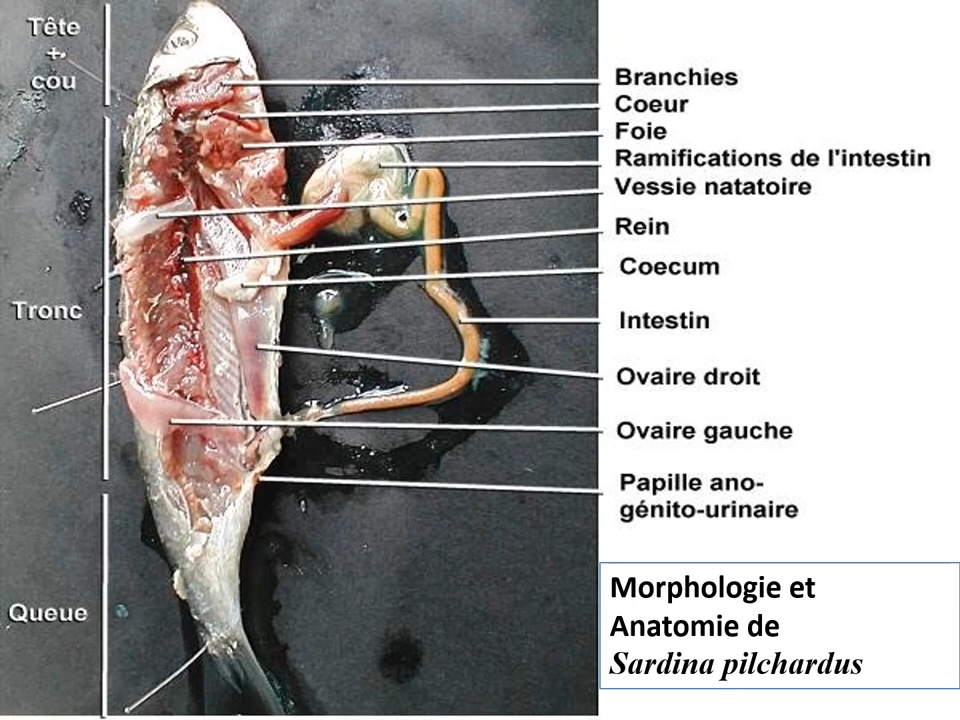 Tête
+
cou
Tronc
Queue
Branchies
Coeur
Foie
Ramifications de l'intestin
Vessie natatoire
Rein
Coecum
Intestin
Ovaire droit
Ovaire gauche
Papille ano-
génito-urinaire
Morphologie et
Anatomie de
Sardina pilchardus